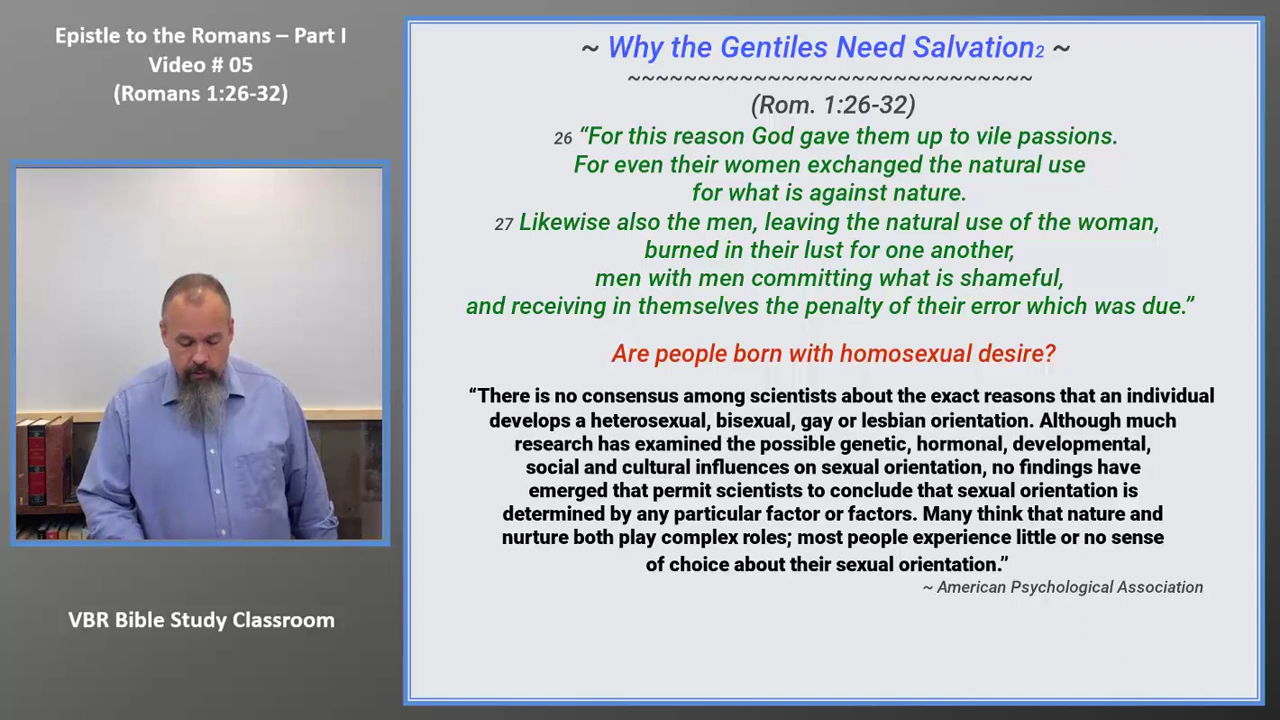 Epistle to the Romans – Part I
Video # 05
(Romans 1:26-32)
VBR Bible Study Classroom
~ Why the Gentiles Need Salvation2 ~
~~~~~~~~~~~~~~~~~~~~~~~~~~~~~
(Rom. 1:26-32)
26 “For this reason God gave them up to vile passions.
For even their women exchanged the natural use
for what is against nature.
27 Likewise also the men, leaving the natural use of the woman,
burned in their lust for one another,
men with men committing what is shameful,
and receiving in themselves the penalty of their error which was due.”
Are people born with homosexual desire?
“There is no consensus among scientists about the exact reasons that an individual
develops a heterosexual, bisexual, gay or lesbian orientation. Although much
research has examined the possible genetic, hormonal, developmental,
social and cultural influences on sexual orientation, no findings have
emerged that permit scientists to conclude that sexual orientation is
determined by any particular factor or factors. Many think that nature and
nurture both play complex roles; most people experience little or no sense
of choice about their sexual orientation.”
~ American Psychological Association